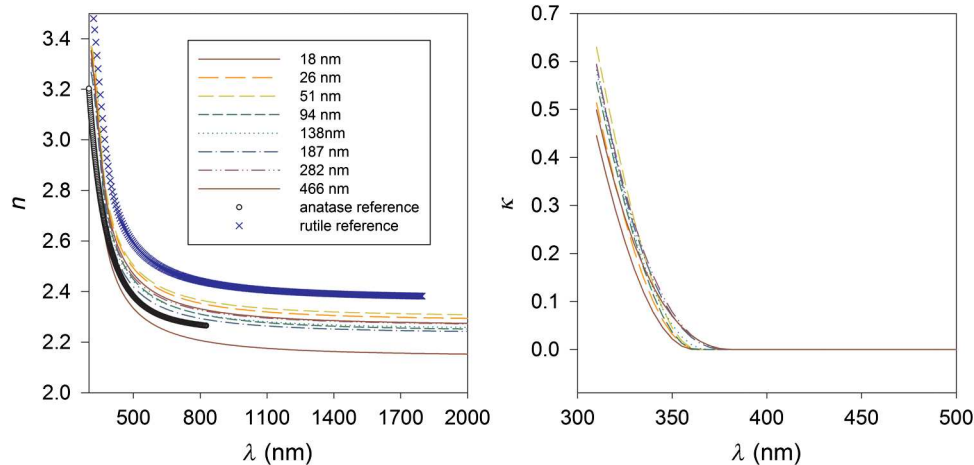 3.4
3.2
3.0
2.8
2.6
2.4
2.2
2.0
n
500
800
1100
1400
1700
2000
λ (nm)
18 nm
26 nm
51 nm
94 nm
138nm
187 nm
282 nm
466 nm
anatase reference
rutile reference
0.7
0.6
0.5
0.4
0.3
0.2
0.1
0.0
κ
300
350
400
450
500
λ (nm)